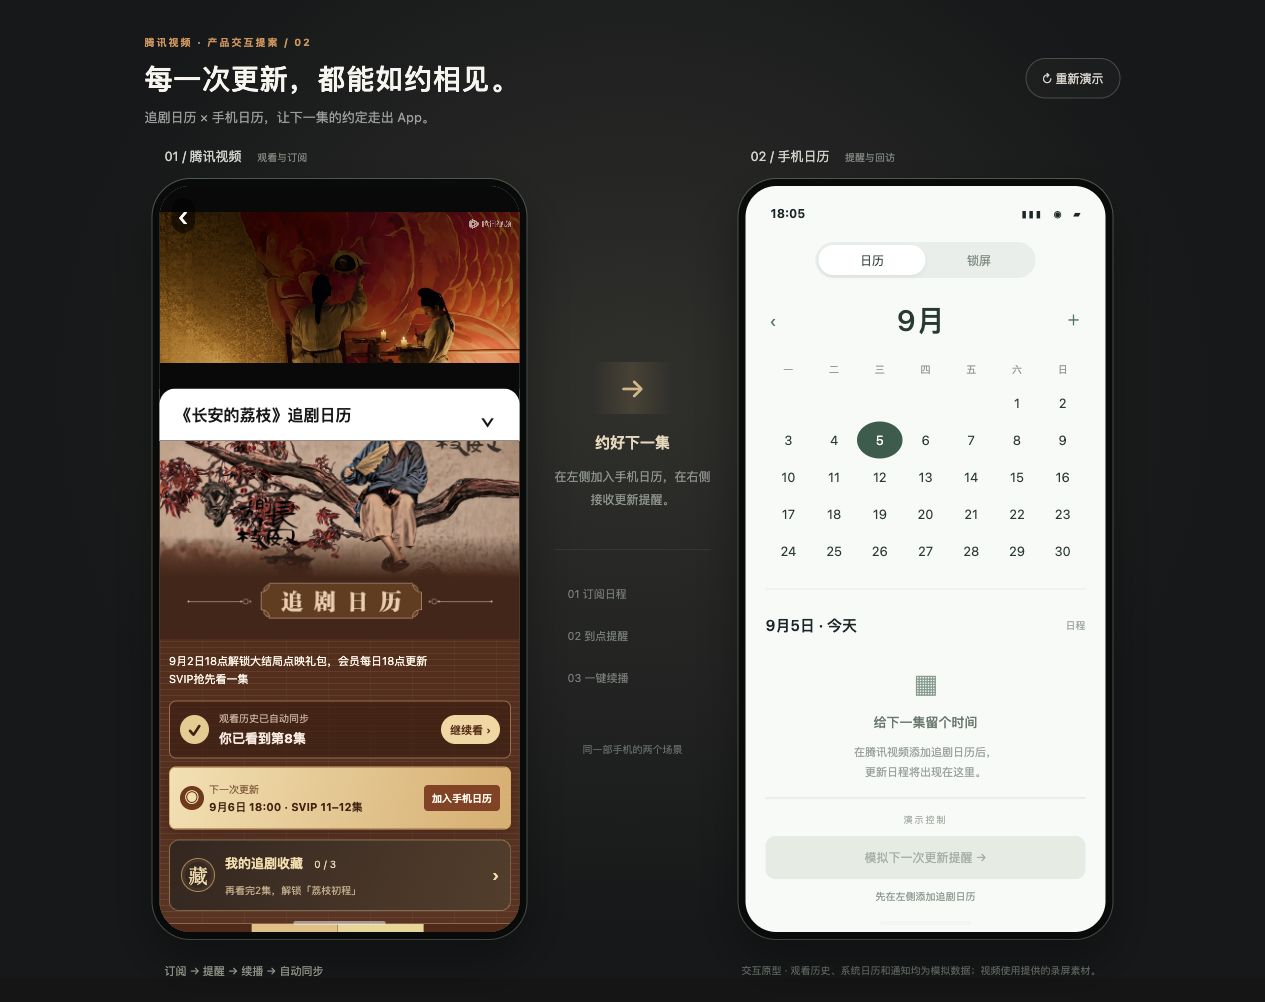 腾讯视频 · 产品交互提案 / 02
每一次更新，都能如约相见。
追剧日历 × 手机日历，让下一集的约定走出 App。
重新演示
01 / 腾讯视频 观看与订阅
腾讯视频
《长安的荔枝》追剧日历
追剧日历
9月2日18点解锁大结局点映礼包，会员每日18点更新
SVIP抢先看一集
观看历史已自动同步
你已看到第8集
继续看 ›
下一次更新
9月6日 18:00 · SVIP 11–12集
加入手机日历
藏
我的追剧收藏 0 / 3
再看完2集，解锁「荔枝初程」
›
订阅 → 提醒 → 续播 → 自动同步
→
约好下一集
在左侧加入手机日历，在右侧
接收更新提醒。
01 订阅日程
02 到点提醒
03 一键续播
同一部手机的两个场景
02 / 手机日历 提醒与回访
18:05
日历 锁屏
‹ 9月 +
一 二 三 四 五 六 日
1 2
3 4 5 6 7 8 9
10 11 12 13 14 15 16
17 18 19 20 21 22 23
24 25 26 27 28 29 30
9月5日 · 今天 日程
给下一集留个时间
在腾讯视频添加追剧日历后，
更新日程将出现在这里。
演示控制
模拟下一次更新提醒 →
先在左侧添加追剧日历
交互原型 · 观看历史、系统日历和通知均为模拟数据；视频使用提供的录屏素材。